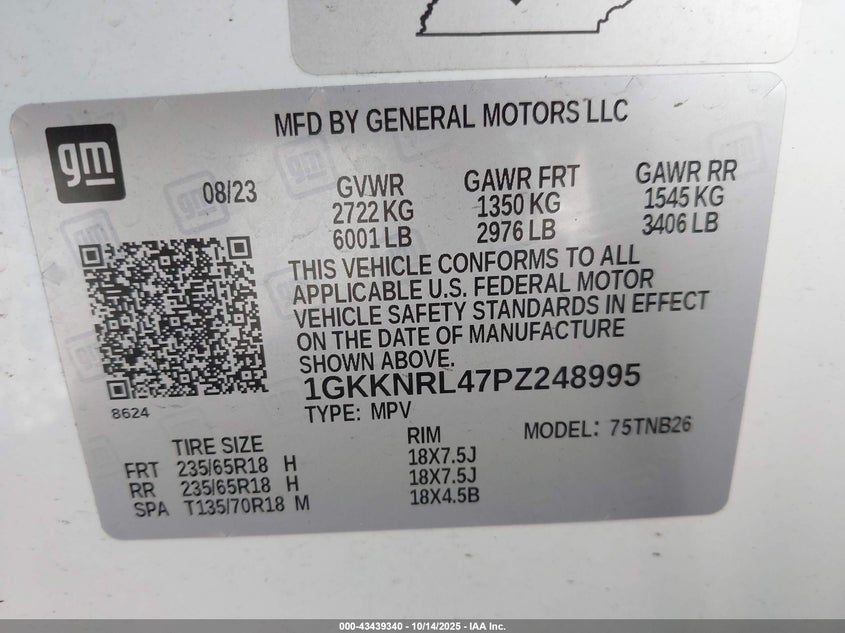 MFD BY GENERAL MOTORS LLC
gm
08/23
GVWR GAWR FRT GAWR RR
2722 KG 1350 KG 1545 KG
6001 LB 2976 LB 3406 LB
THIS VEHICLE CONFORMS TO ALL
APPLICABLE U.S. FEDERAL MOTOR
VEHICLE SAFETY STANDARDS IN EFFECT
ON THE DATE OF MANUFACTURE
SHOWN ABOVE.
1GKKNRL47PZ248995
8624
TYPE: MPV
MODEL: 75TNB26
TIRE SIZE RIM
FRT 235/65R18 H 18X7.5J
RR 235/65R18 H 18X7.5J
SPA T135/70R18 M 18X4.5B
000-43439340 - 10/14/2025 - IAA Inc.